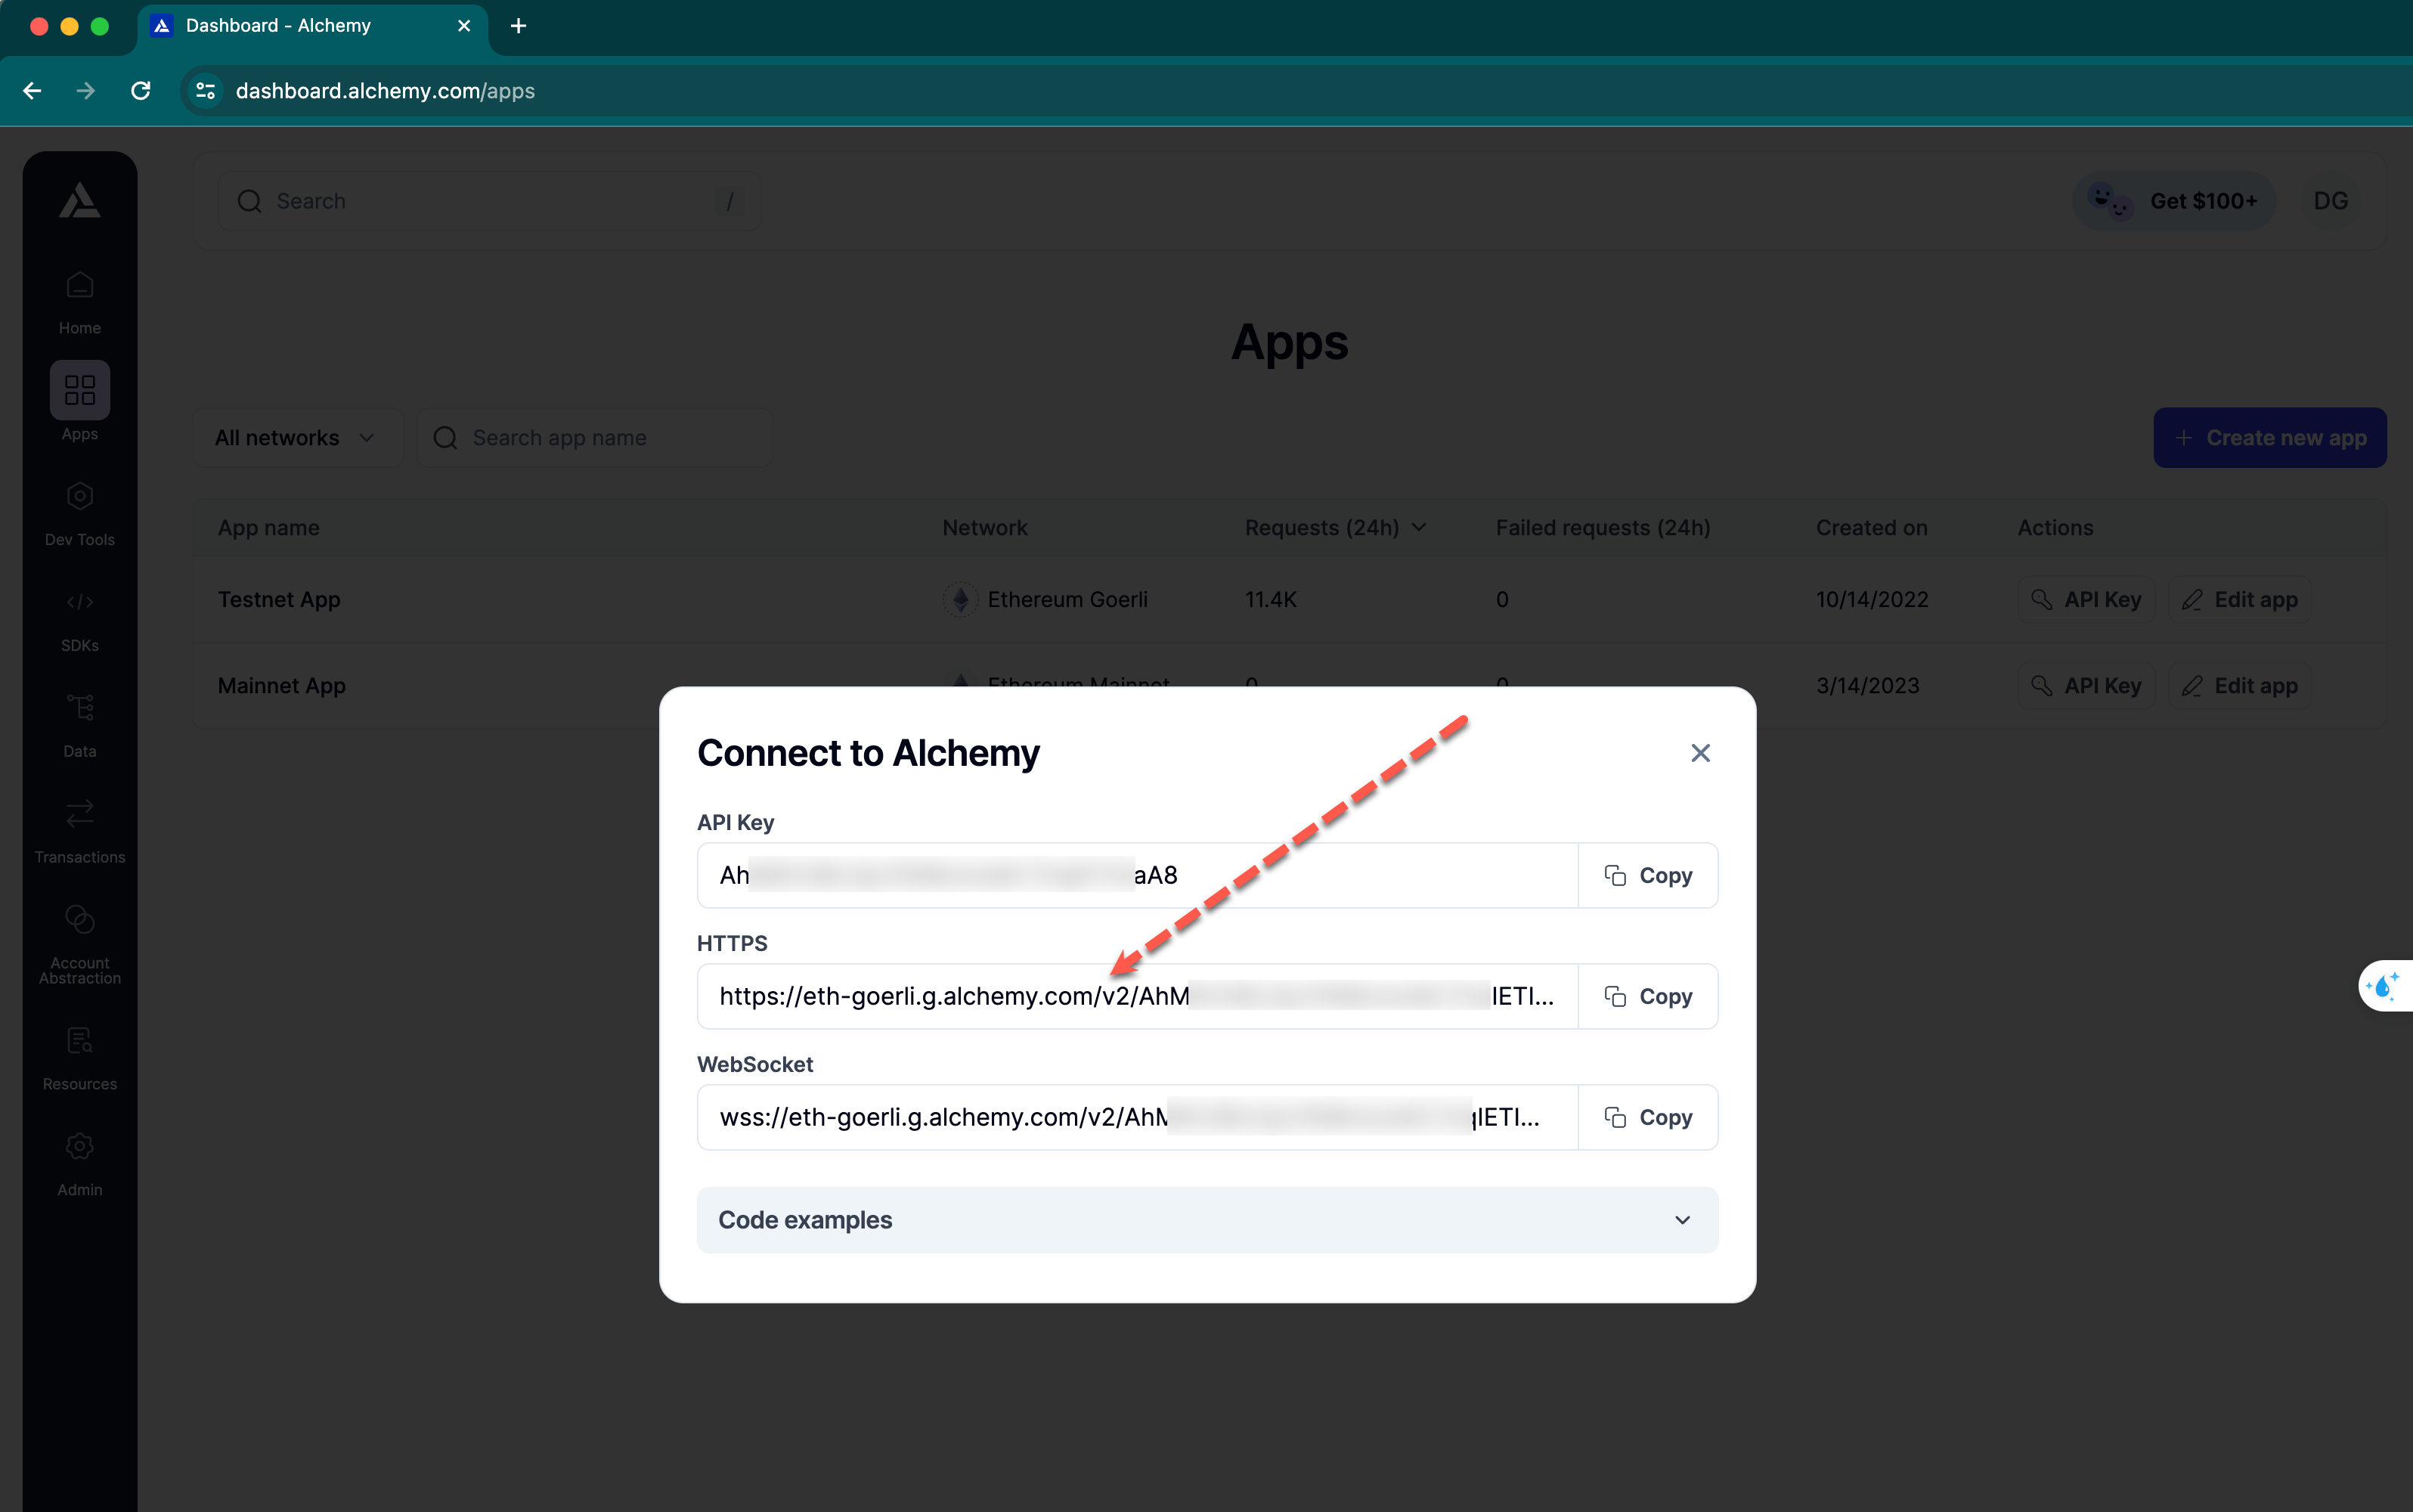 Dashboard - Alchemy
dashboard.alchemy.com/apps
Search /
Get $100+ DG
Home
Apps
Dev Tools
SDKs
Data
Transactions
Account
Abstraction
Resources
Admin
Apps
All networks Search app name Create new app
App name Network Requests (24h) Failed requests (24h) Created on Actions
Testnet App Ethereum Goerli 11.4K 0 10/14/2022 API Key Edit app
Mainnet App Ethereum Mainnet 0 0 3/14/2023 API Key Edit app
Connect to Alchemy
API Key
Ah aA8 Copy
HTTPS
https://eth-goerli.g.alchemy.com/v2/AhM lETI... Copy
WebSocket
wss://eth-goerli.g.alchemy.com/v2/AhM qlETI... Copy
Code examples